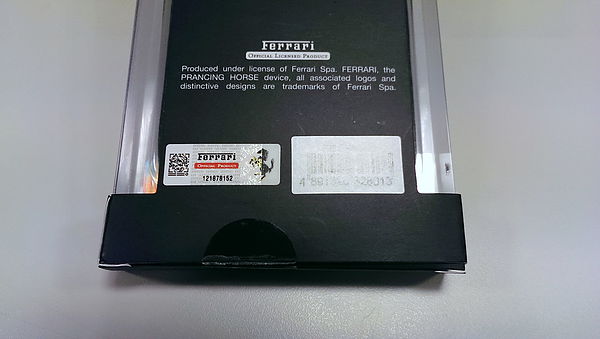 Ferrari
OFFICIAL LICENSED PRODUCT
Produced under license of Ferrari Spa. FERRARI, the
PRANCING HORSE device, all associated logos and
distinctive designs are trademarks of Ferrari Spa.
Ferrari
OFFICIAL PRODUCT
121878152